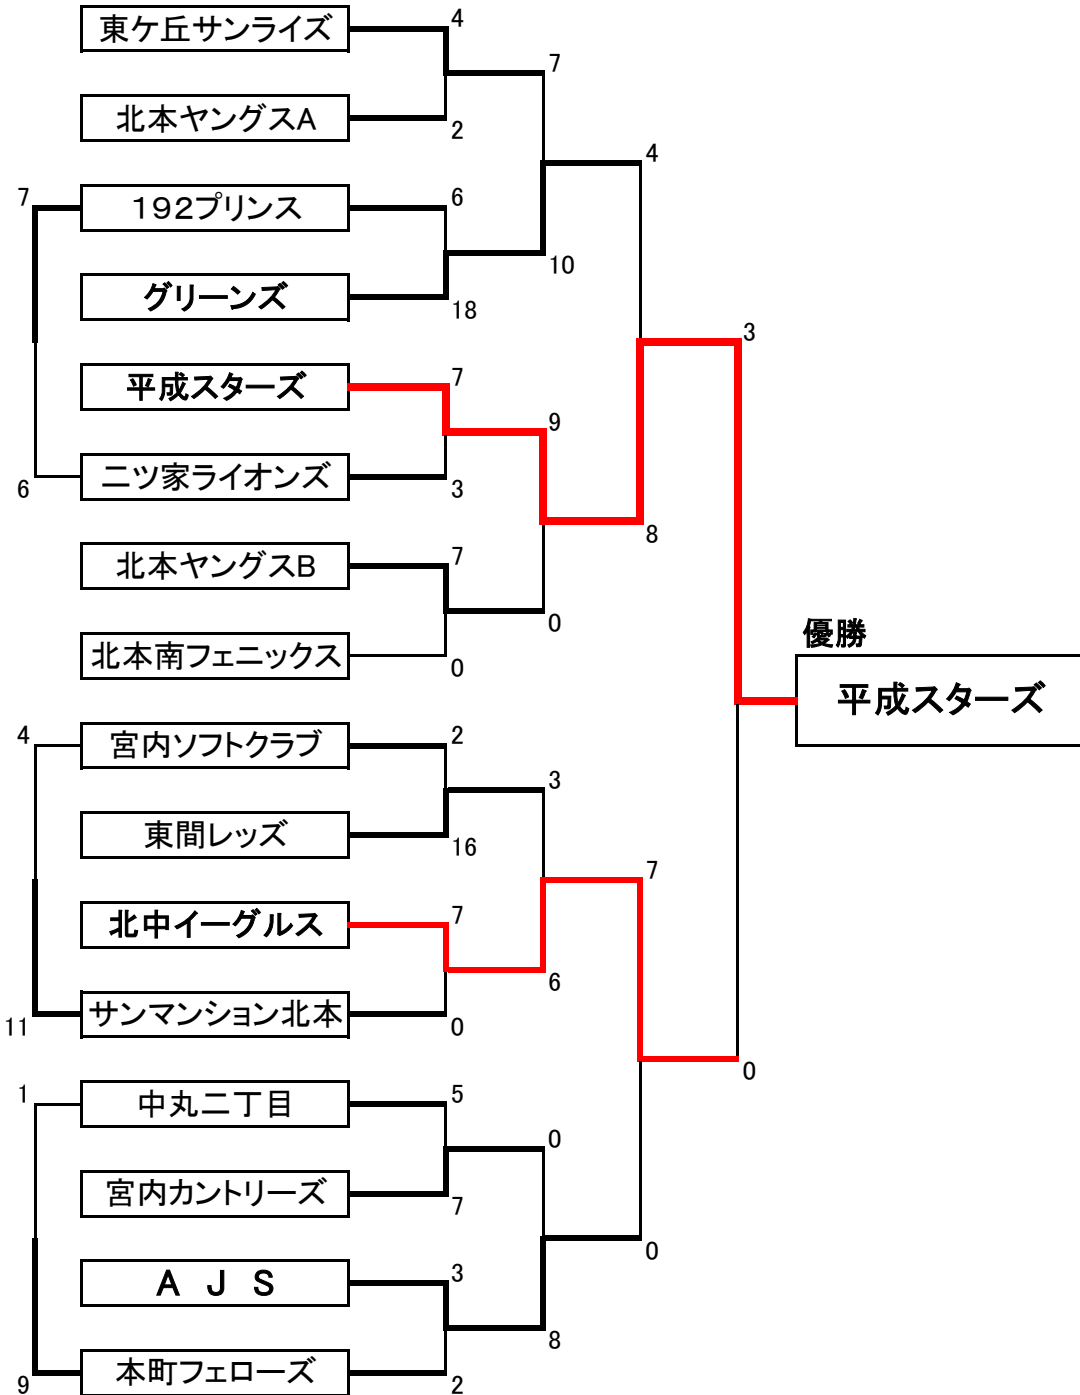 東ケ丘サンライズ
4
7
北本ヤングスA
2
4
7
192プリンス
6
10
グリーンズ
18
3
平成スターズ
7
9
6
二ツ家ライオンズ
3
8
北本ヤングスB
7
0
北本南フェニックス
0
優勝
平成スターズ
4
宮内ソフトクラブ
2
3
東間レッズ
16
7
北中イーグルス
7
6
11
サンマンション北本
0
0
1
中丸二丁目
5
0
宮内カントリーズ
7
0
AJS
3
8
9
本町フェローズ
2